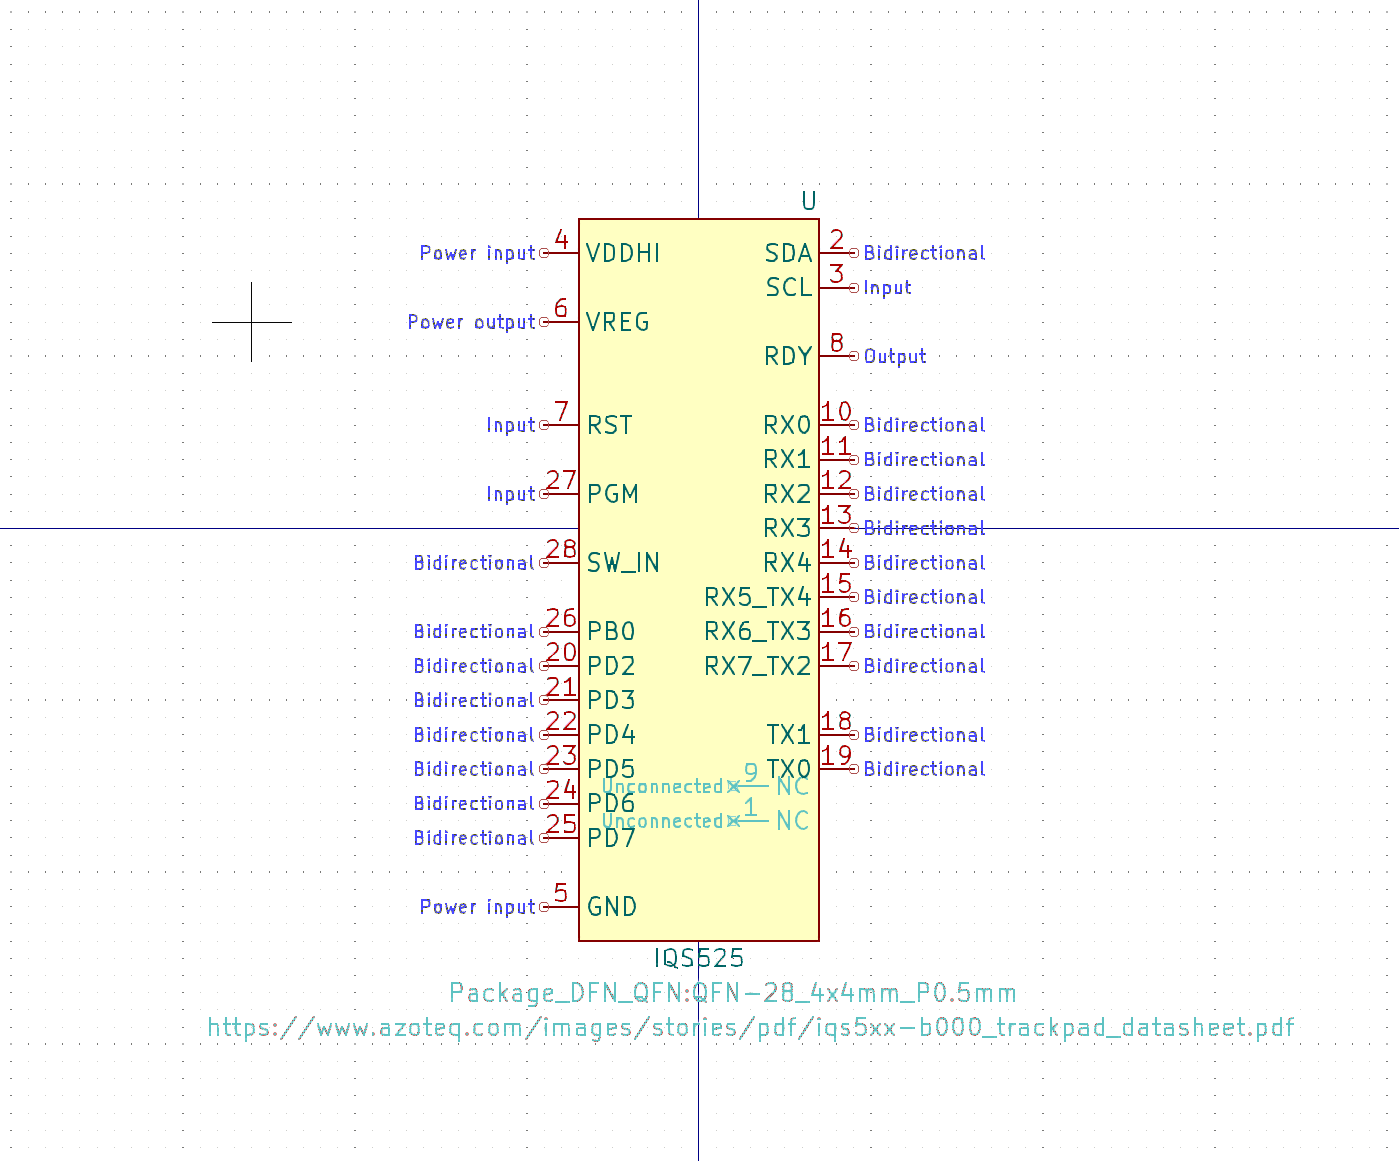 U
Power input 4 VDDHI SDA 2 Bidirectional
SCL 3 Input
Power output 6 VREG
RDY 8 Output
Input 7 RST RX0 10 Bidirectional
RX1 11 Bidirectional
Input 27 PGM RX2 12 Bidirectional
RX3 13 Bidirectional
Bidirectional 28 SW_IN RX4 14 Bidirectional
RX5_TX4 15 Bidirectional
Bidirectional 26 PB0 RX6_TX3 16 Bidirectional
Bidirectional 20 PD2 RX7_TX2 17 Bidirectional
Bidirectional 21 PD3
Bidirectional 22 PD4 TX1 18 Bidirectional
Bidirectional 23 PD5 TX0 19 Bidirectional
Unconnected 9 NC
Bidirectional 24 PD6
Unconnected 1 NC
Bidirectional 25 PD7
Power input 5 GND
IQS525
Package_DFN_QFN:QFN-28_4x4mm_P0.5mm
https://www.azoteq.com/images/stories/pdf/iqs5xx-b000_trackpad_datasheet.pdf